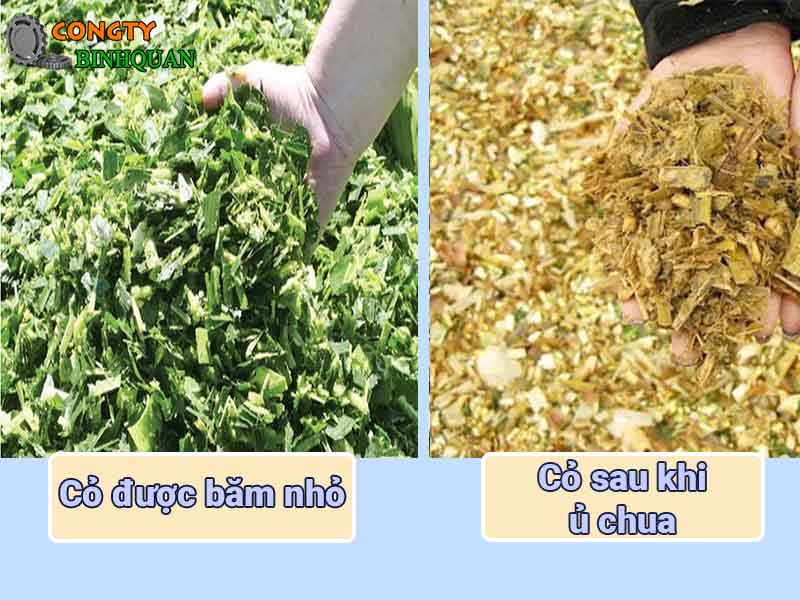 CONGTY
BINHQUAN
Cỏ được băm nhỏ
Cỏ sau khi
ủ chua